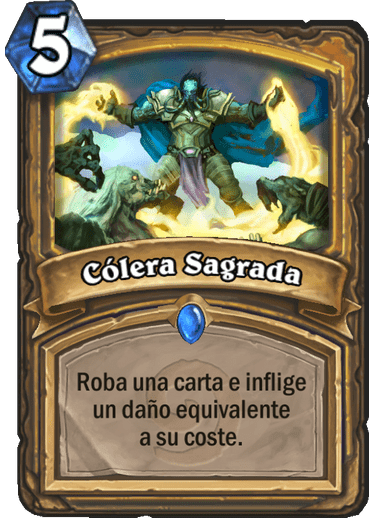 5
Cólera Sagrada
Roba una carta e inflige
un daño equivalente
a su coste.